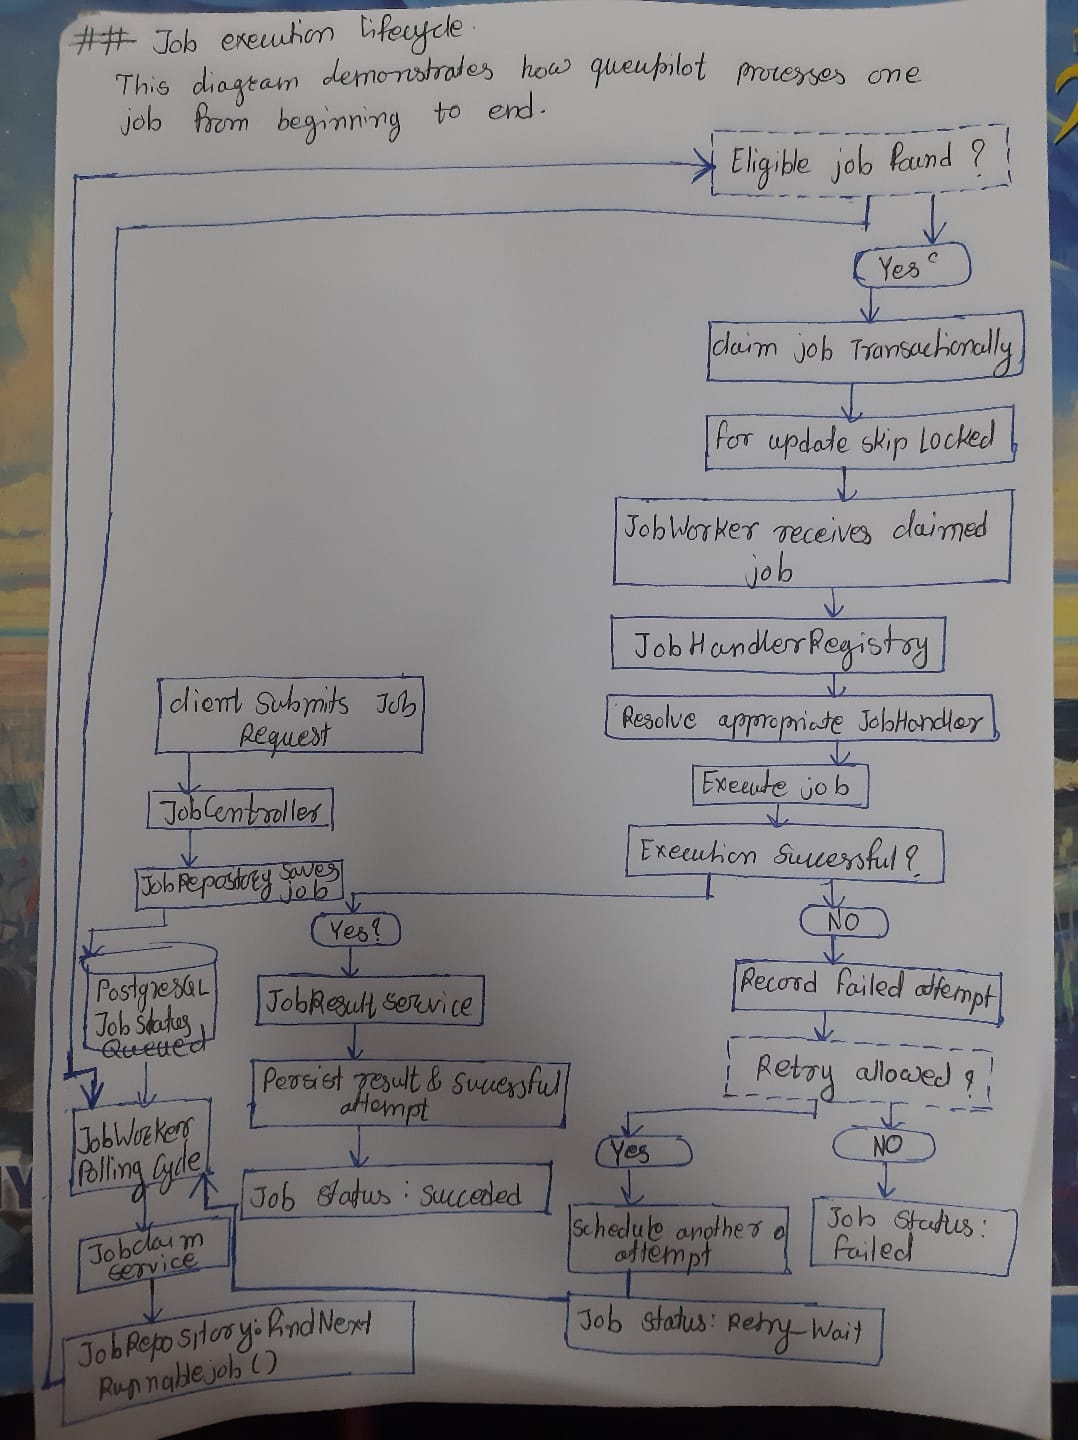 ## Job execution lifecycle.
This diagram demonstrates how queupilot processes one
job from beginning to end.
Eligible job found ?
Yes
claim job Transactionally
for update skip Locked
JobWorker receives claimed
job
JobHandlerRegistry
Resolve appropriate JobHandler
Execute job
Execution Successful?
NO
Record failed attempt
Retry allowed ?
Yes
NO
Schedule another
attempt
Job Status:
failed
Job Status: Retry-Wait
client Submits Job
Request
JobController
JobRepository saves
job
PostgreSQL
Job Status
Queued
JobWorker
Polling Cycle
Jobclaim
service
JobRepository:findNext
Runnablejob()
Yes?
JobResult service
Persist result & Successful
attempt
Job Status: Succeded